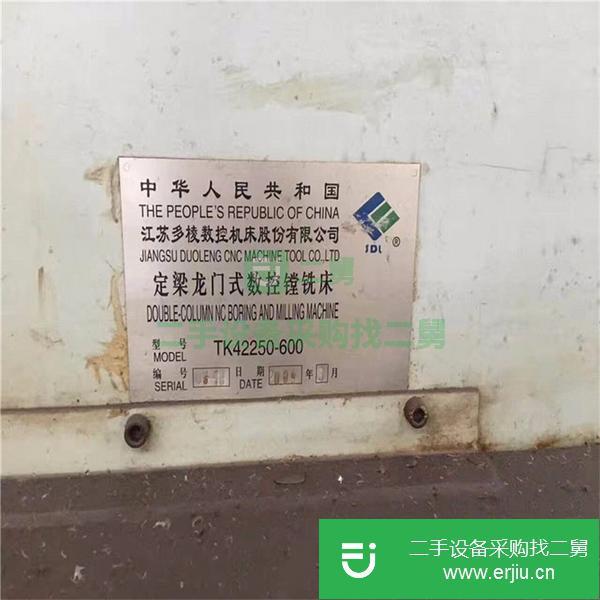 中华人民共和国
THE PEOPLE'S REPUBLIC OF CHINA
江苏多棱数控机床股份有限公司
JIANGSU DUOLENG CNC MACHINE TOOL CO.,LTD
SDL ®
定梁龙门式数控镗铣床
DOUBLE-COLUMN NC BORING AND MILLING MACHINE
型号 MODEL TK42250-600
编号 SERIAL 日期 DATE 年 月
二舅
二手设备采购找二舅
二手设备采购找二舅
www.erjiu.cn